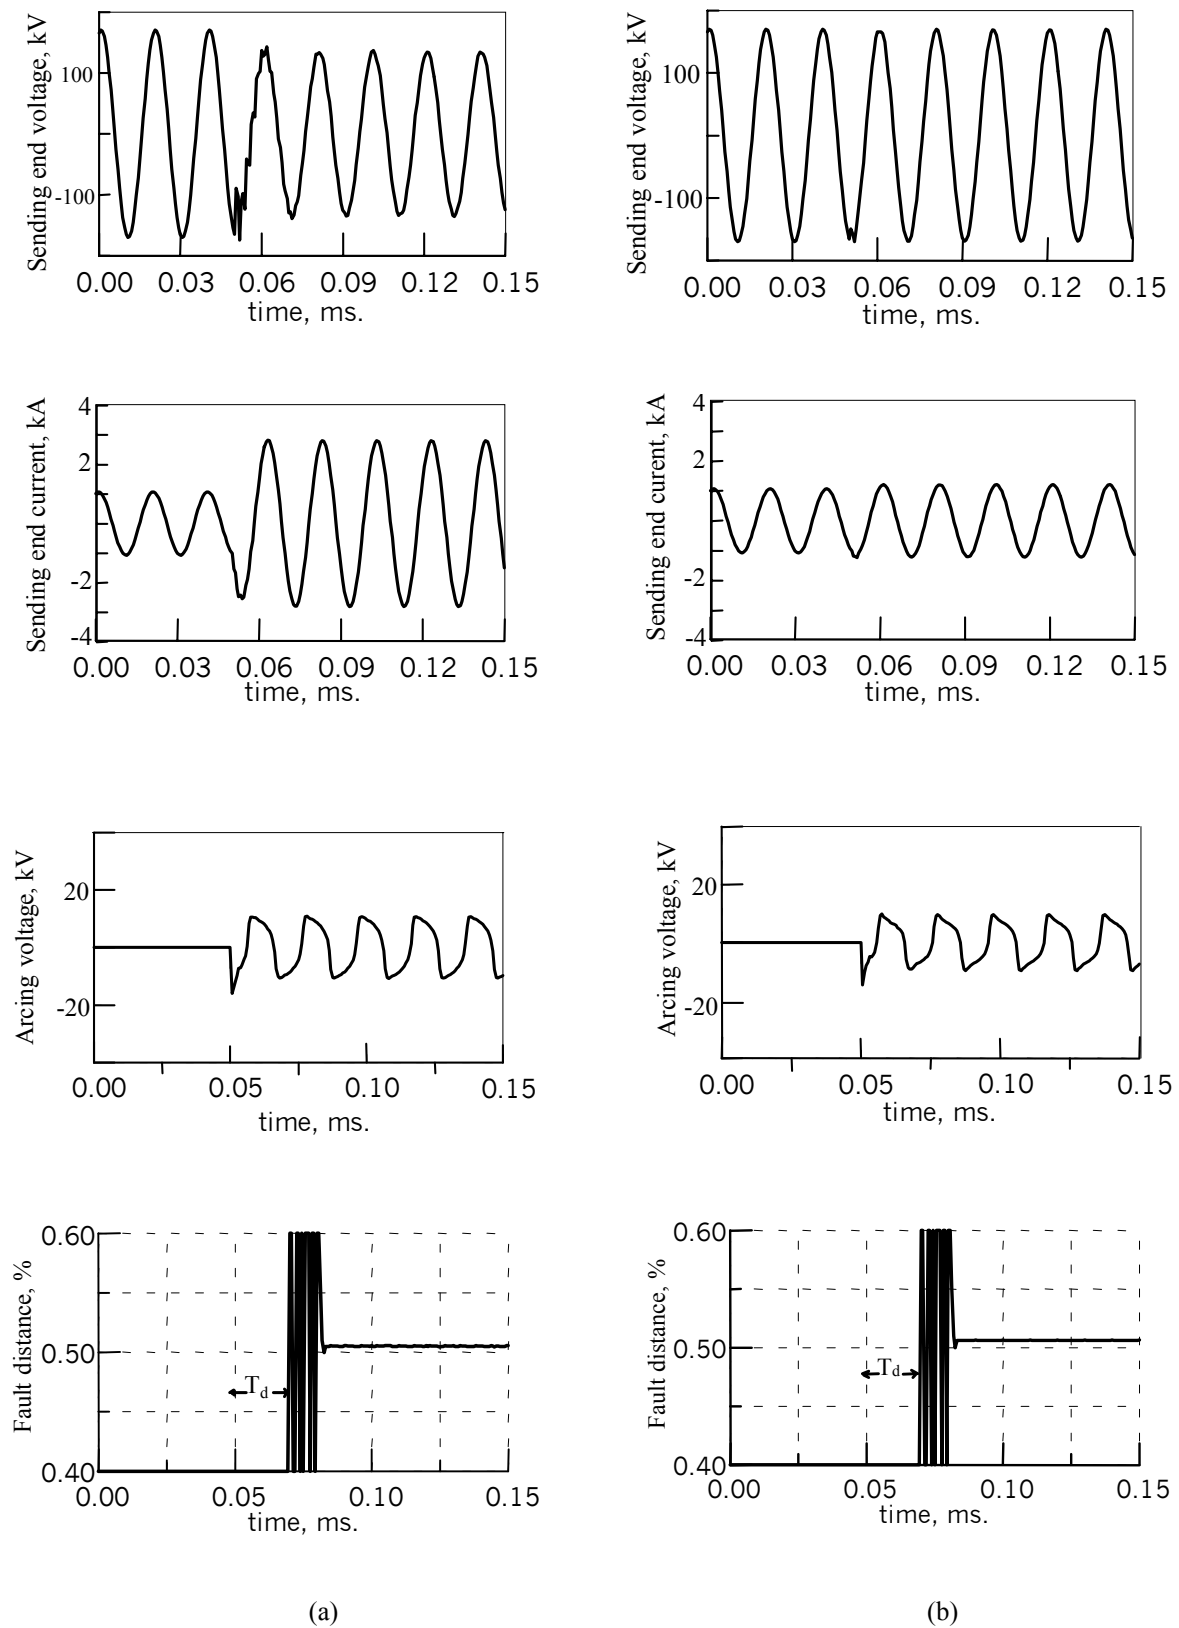 Sending end voltage, kV
100
-100
0.00 0.03 0.06 0.09 0.12 0.15
time, ms.
Sending end voltage, kV
100
-100
0.00 0.03 0.06 0.09 0.12 0.15
time, ms.
Sending end current, kA
4
2
-2
-4
0.00 0.03 0.06 0.09 0.12 0.15
time, ms.
Sending end curent, kA
4
2
-2
-4
0.00 0.03 0.06 0.09 0.12 0.15
time, ms.
Arcing voltage, kV
20
-20
0.00 0.05 0.10 0.15
time, ms.
Arcing voltage, kV
20
-20
0.00 0.05 0.10 0.15
time, ms.
Fault distance, %
0.60
0.50
0.40
Td
0.00 0.05 0.10 0.15
time, ms.
Fault distance, %
0.60
0.50
0.40
Td
0.00 0.05 0.10 0.15
time, ms.
(a)
(b)